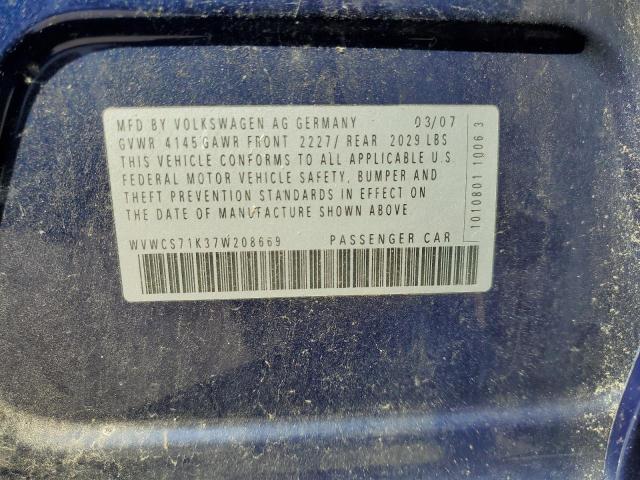 MFD BY VOLKSWAGEN AG GERMANY 03/07
GVWR 4145 GAWR FRONT 2227/ REAR 2029 LBS
THIS VEHICLE CONFORMS TO ALL APPLICABLE U.S
FEDERAL MOTOR VEHICLE SAFETY, BUMPER AND
THEFT PREVENTION STANDARDS IN EFFECT ON
THE DATE OF MANUFACTURE SHOWN ABOVE.
WVWCS71K37W208669 PASSENGER CAR
1010801 1006 3